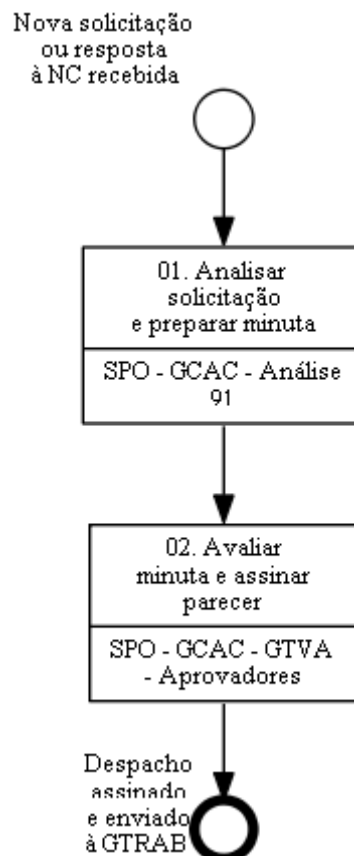 Nova solicitação
ou resposta
à NC recebida
01. Analisar
solicitação
e preparar minuta
SPO - GCAC - Análise
91
02. Avaliar
minuta e assinar
parecer
SPO - GCAC - GTVA
- Aprovadores
Despacho
assinado
e enviado
à GTRAB